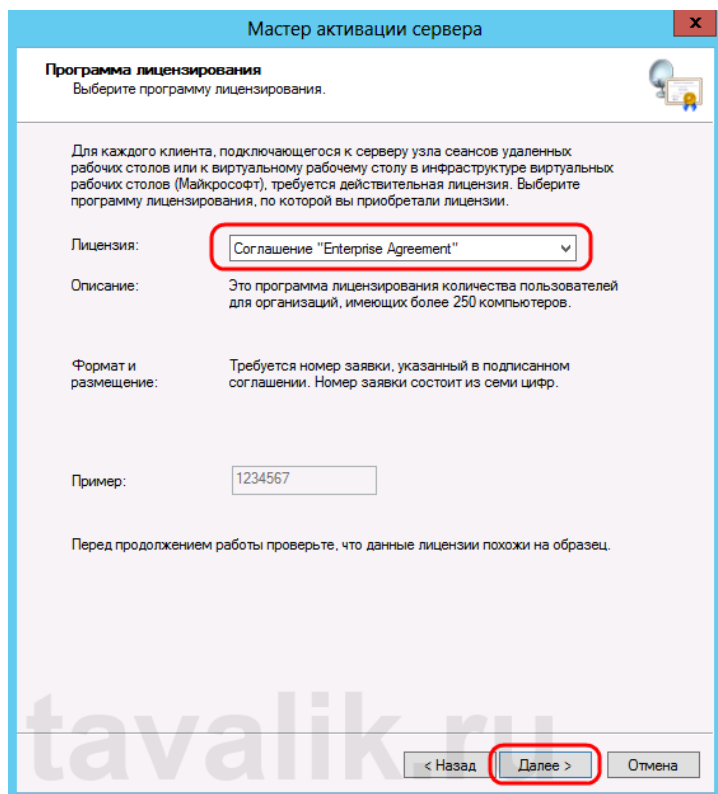 Мастер активации сервера
x
Программа лицензирования
Выберите программу лицензирования.
Для каждого клиента, подключающегося к серверу узла сеансов удаленных
рабочих столов или к виртуальному рабочему столу в инфраструктуре виртуальных
рабочих столов (Майкрософт), требуется действительная лицензия. Выберите
программу лицензирования, по которой вы приобретали лицензии.
Лицензия:
Соглашение "Enterprise Agreement"
Описание:
Это программа лицензирования количества пользователей
для организаций, имеющих более 250 компьютеров.
Формат и
размещение:
Требуется номер заявки, указанный в подписанном
соглашении. Номер заявки состоит из семи цифр.
Пример:
1234567
Перед продолжением работы проверьте, что данные лицензии похожи на образец.
tavalik.ru
< Назад
Далее >
Отмена